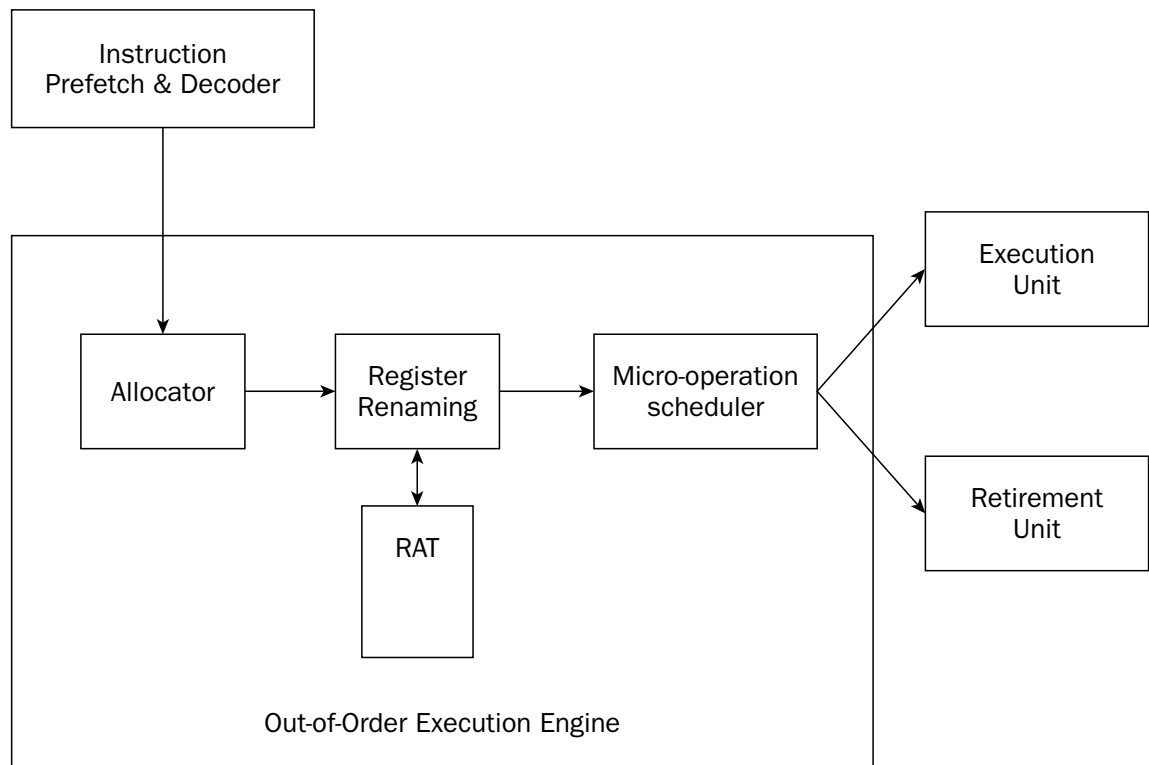 Instruction
Prefetch & Decoder
Execution
Unit
Allocator
Register
Renaming
Micro-operation
scheduler
Retirement
Unit
RAT
Out-of-Order Execution Engine